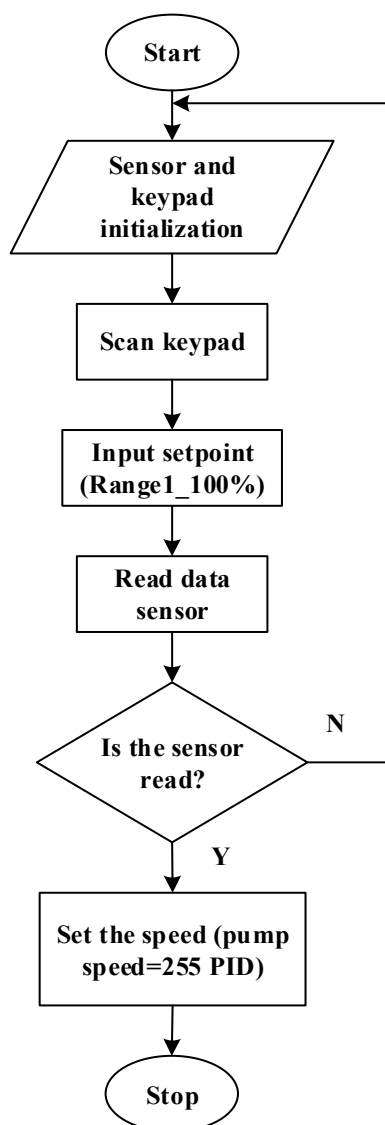 Start
Sensor and
keypad
initialization
Scan keypad
Input setpoint
(Range1_100%)
Read data
sensor
Is the sensor
read?
N
Y
Set the speed (pump
speed=255 PID)
Stop